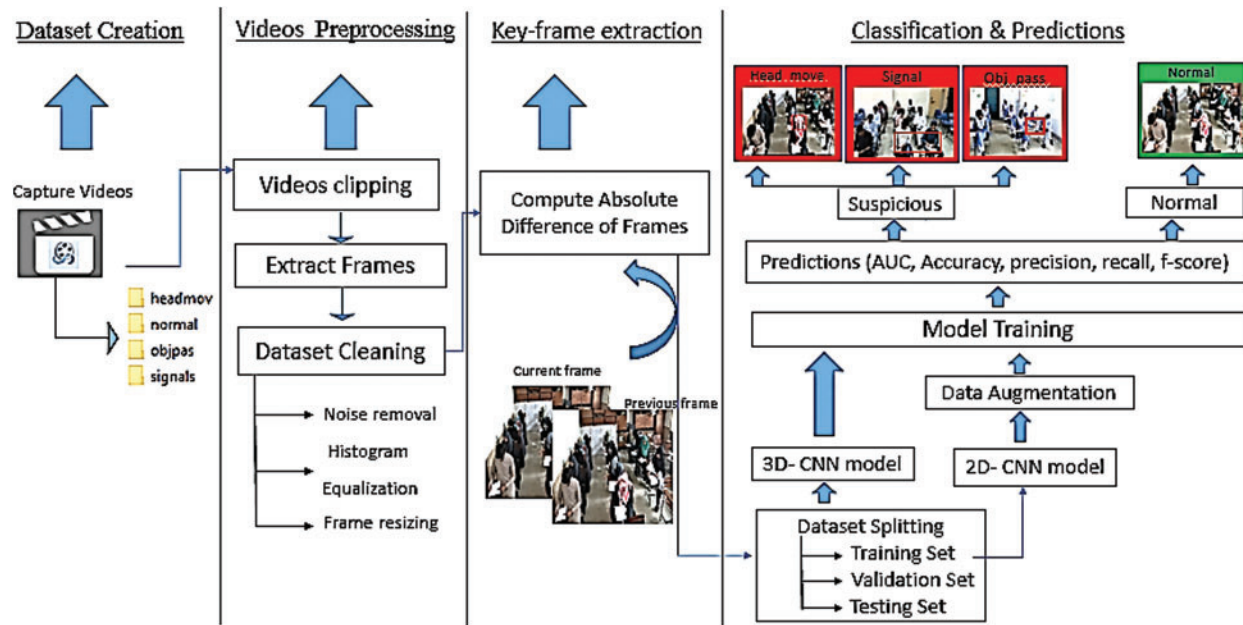 Dataset Creation
Capture Videos
headmov
normal
objpas
signals
Videos Preprocessing
Videos clipping
Extract Frames
Dataset Cleaning
Noise removal
Histogram
Equalization
Frame resizing
Key-frame extraction
Compute Absolute
Difference of Frames
Current frame
Previous frame
Classification & Predictions
Head move
Signal
Obj pass
Normal
Suspicious
Normal
Predictions (AUC, Accuracy, precision, recall, f-score)
Model Training
Data Augmentation
3D- CNN model
2D- CNN model
Dataset Splitting
Training Set
Validation Set
Testing Set